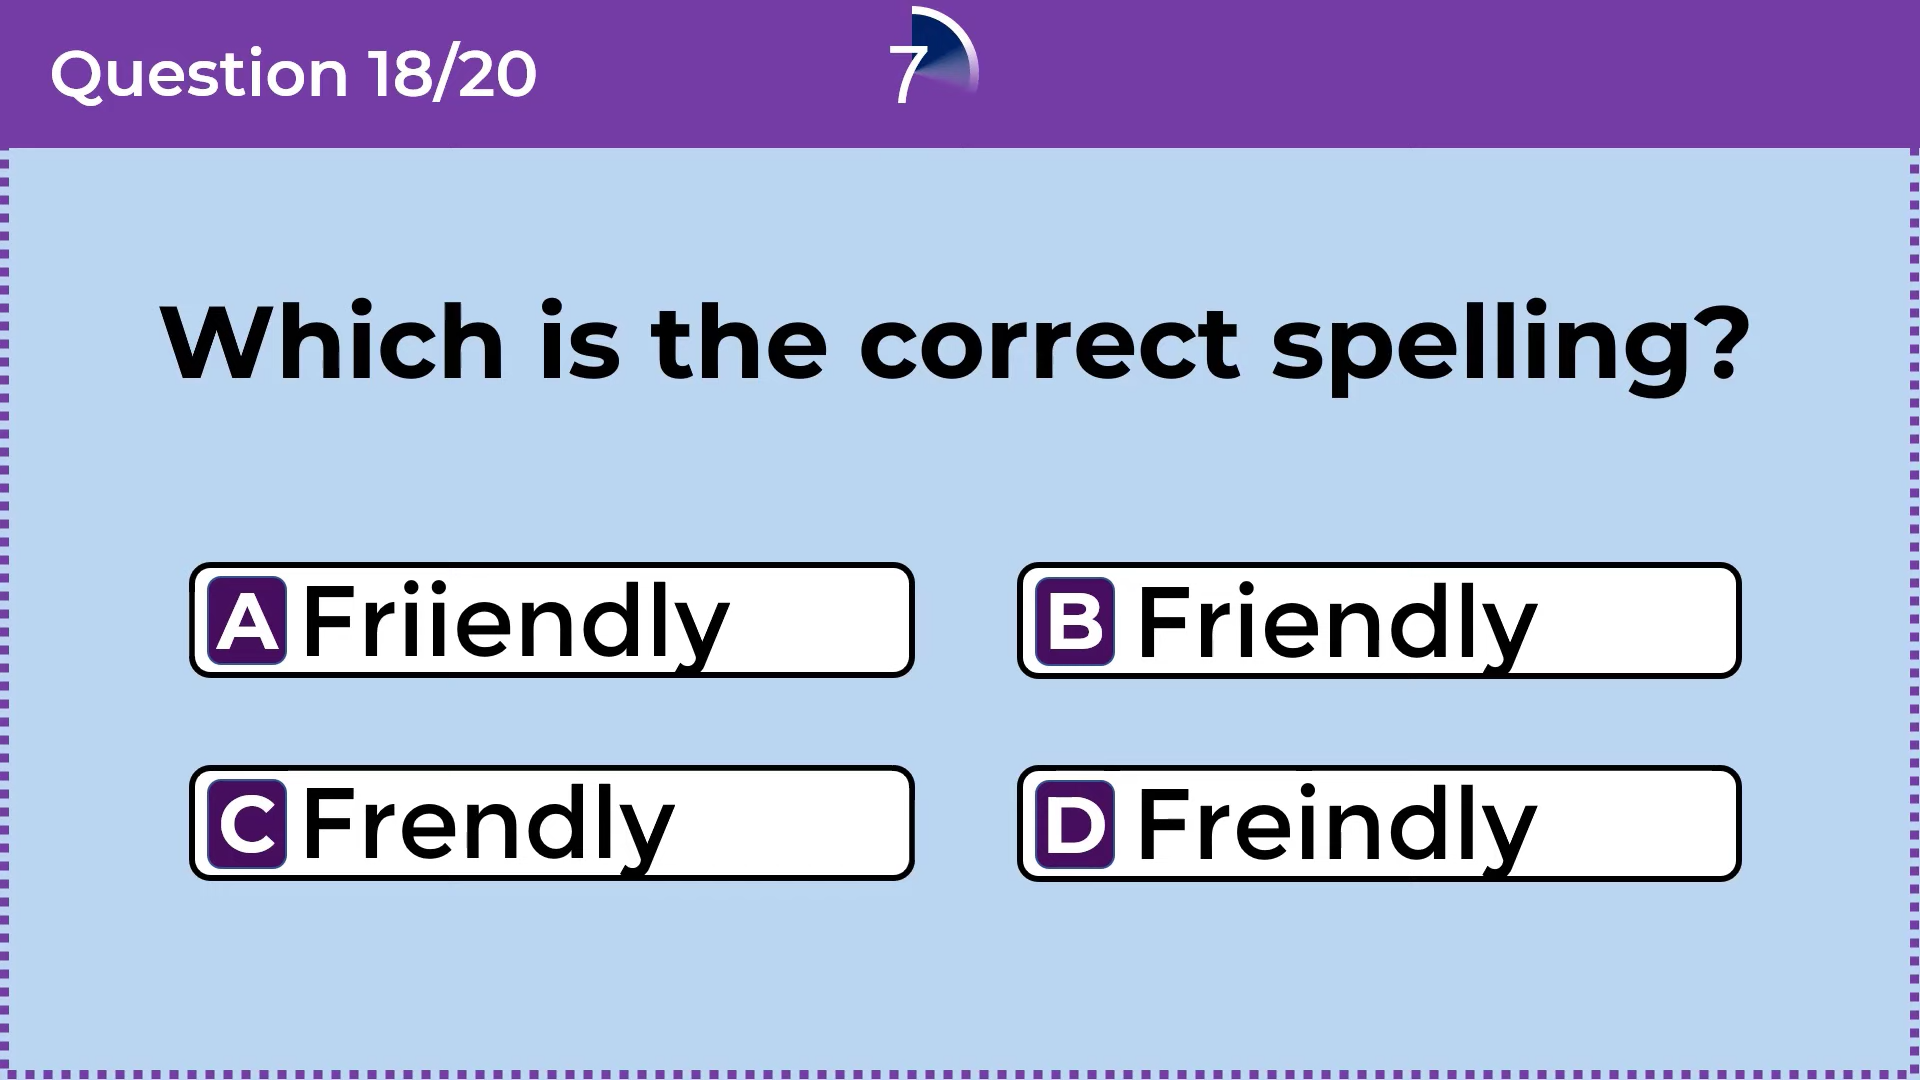 Question 18/20
7
Which is the correct spelling?
A Friiendly
B Friendly
C Frendly
D Freindly